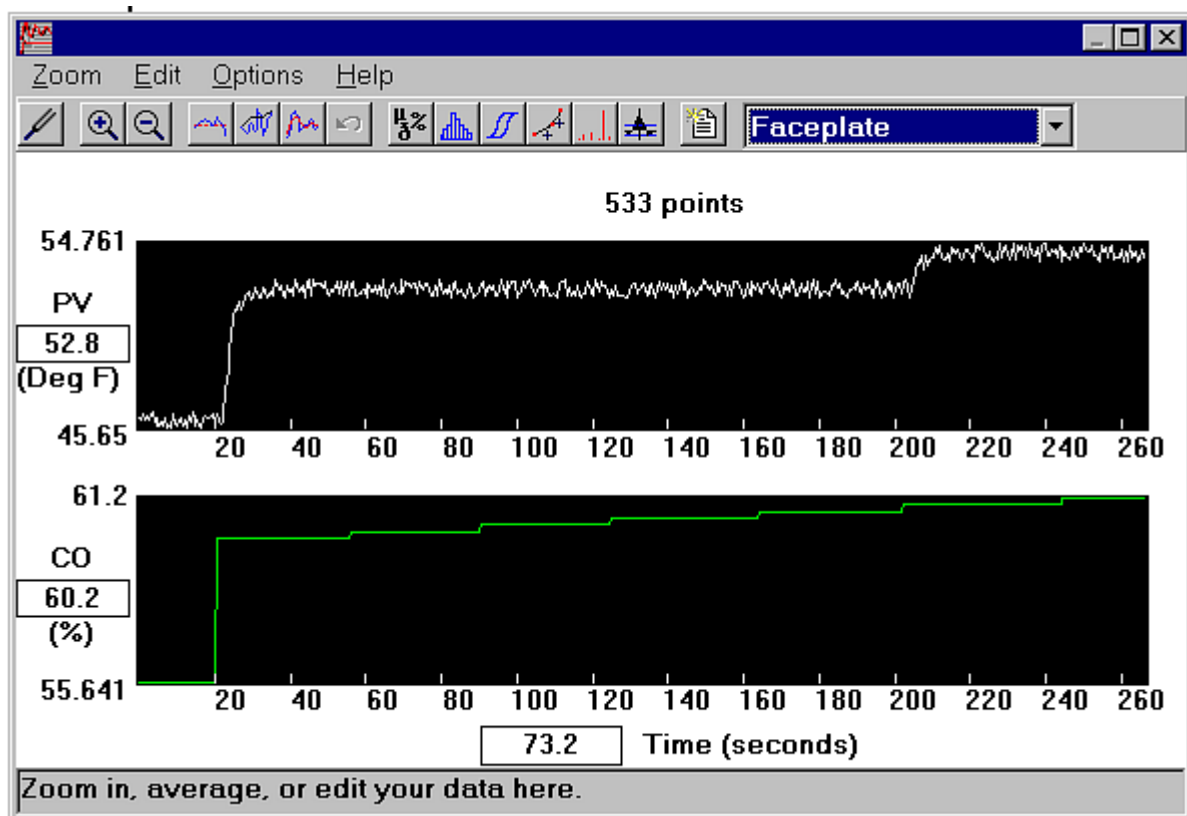 Zoom Edit Options Help
Faceplate
533 points
54.761
PV
52.8
(Deg F)
45.65
20 40 60 80 100 120 140 160 180 200 220 240 260
61.2
CO
60.2
(%)
55.641
20 40 60 80 100 120 140 160 180 200 220 240 260
73.2 Time (seconds)
Zoom in, average, or edit your data here.